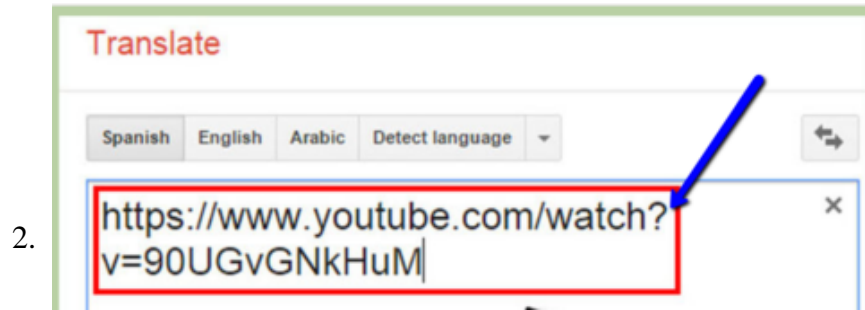 Translate
Spanish English Arabic Detect language
2.
https://www.youtube.com/watch?
v=90UGvGNkHuM